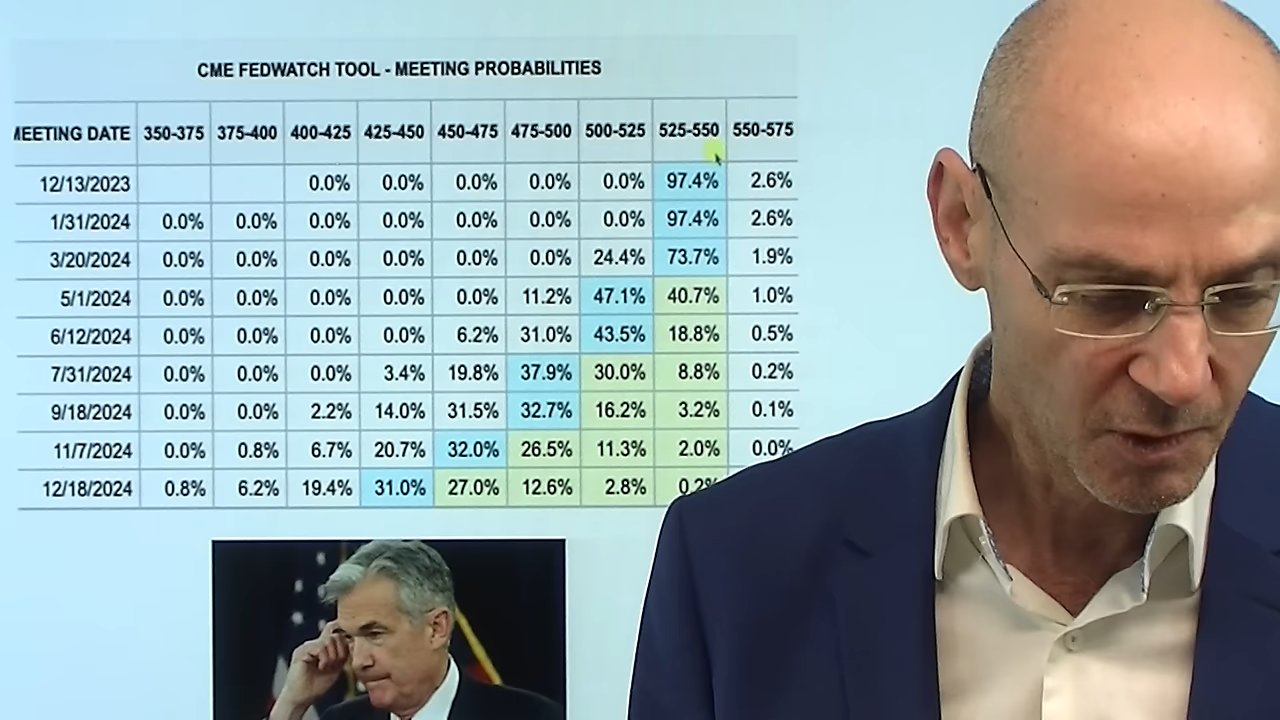 CME FEDWATCH TOOL - MEETING PROBABILITIES
MEETING DATE 350-375 375-400 400-425 425-450 450-475 475-500 500-525 525-550 550-575
12/13/2023 0.0% 0.0% 0.0% 0.0% 0.0% 97.4% 2.6%
1/31/2024 0.0% 0.0% 0.0% 0.0% 0.0% 0.0% 0.0% 97.4% 2.6%
3/20/2024 0.0% 0.0% 0.0% 0.0% 0.0% 0.0% 24.4% 73.7% 1.9%
5/1/2024 0.0% 0.0% 0.0% 0.0% 0.0% 11.2% 47.1% 40.7% 1.0%
6/12/2024 0.0% 0.0% 0.0% 0.0% 6.2% 31.0% 43.5% 18.8% 0.5%
7/31/2024 0.0% 0.0% 0.0% 3.4% 19.8% 37.9% 30.0% 8.8% 0.2%
9/18/2024 0.0% 0.0% 2.2% 14.0% 31.5% 32.7% 16.2% 3.2% 0.1%
11/7/2024 0.0% 0.8% 6.7% 20.7% 32.0% 26.5% 11.3% 2.0% 0.0%
12/18/2024 0.8% 6.2% 19.4% 31.0% 27.0% 12.6% 2.8% 0.2%